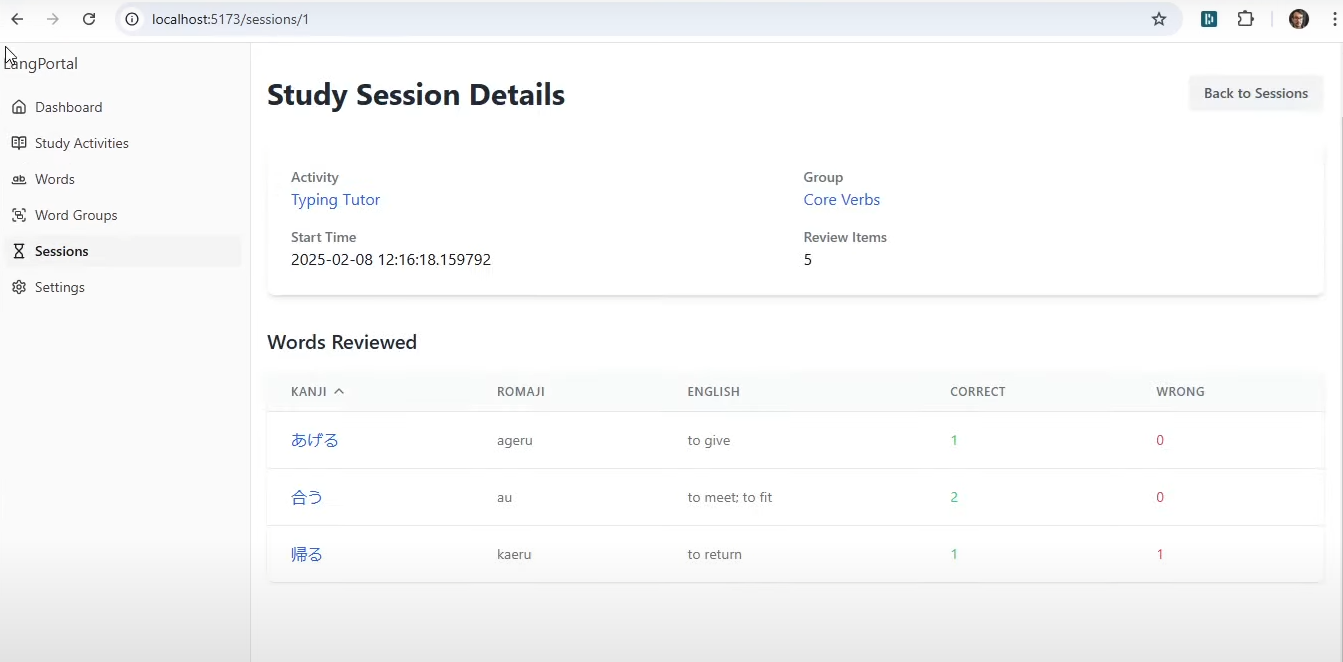 localhost:5173/sessions/1
LangPortal
Dashboard
Study Activities
Words
Word Groups
Sessions
Settings
Study Session Details
Back to Sessions
Activity
Typing Tutor
Group
Core Verbs
Start Time
2025-02-08 12:16:18.159792
Review Items
5
Words Reviewed
KANJI ROMAJI ENGLISH CORRECT WRONG
あげる ageru to give 1 0
合う au to meet; to fit 2 0
帰る kaeru to return 1 1